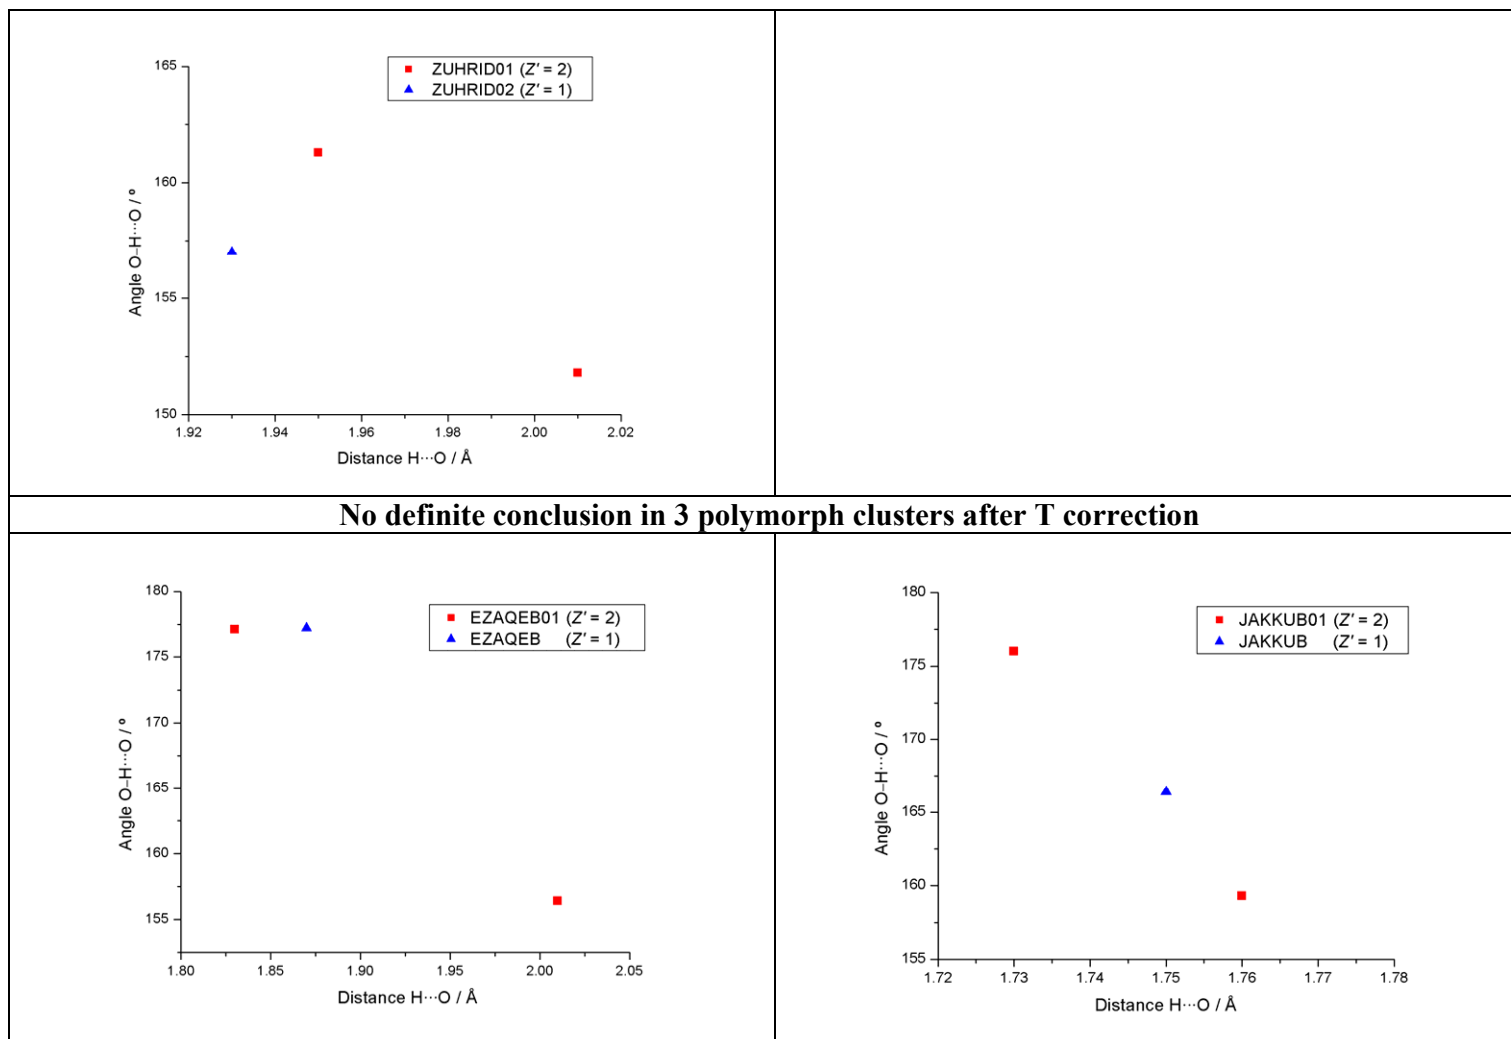 165
160
155
150
Angle O–H···O / º
ZUHRID01 (Z′ = 2)
ZUHRID02 (Z′ = 1)
1.92 1.94 1.96 1.98 2.00 2.02
Distance H···O / Å
No definite conclusion in 3 polymorph clusters after T correction
180
175
170
165
160
155
Angle O–H···O / º
EZAQEB01 (Z′ = 2)
EZAQEB (Z′ = 1)
1.80 1.85 1.90 1.95 2.00 2.05
Distance H···O / Å
180
175
170
165
160
155
Angle O–H···O / º
JAKKUB01 (Z′ = 2)
JAKKUB (Z′ = 1)
1.72 1.73 1.74 1.75 1.76 1.77 1.78
Distance H···O / Å